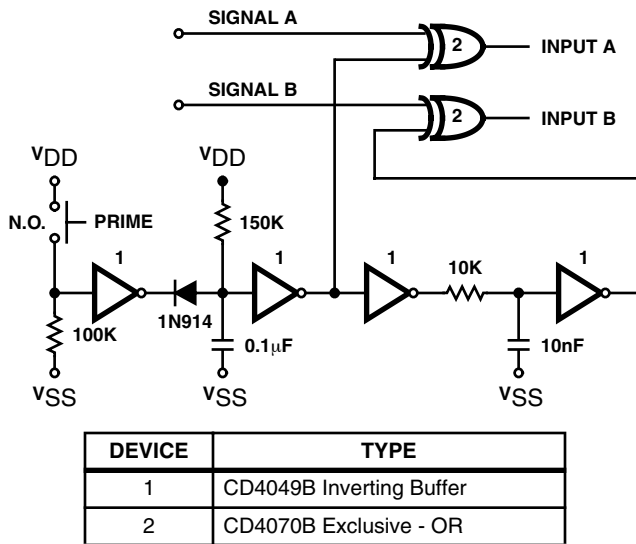 SIGNAL A
2
INPUT A
SIGNAL B
2
INPUT B
VDD
VDD
N.O.
PRIME
150K
1
1
1
10K
1
100K
1N914
0.1μF
10nF
VSS
VSS
VSS
DEVICE TYPE
1 CD4049B Inverting Buffer
2 CD4070B Exclusive - OR